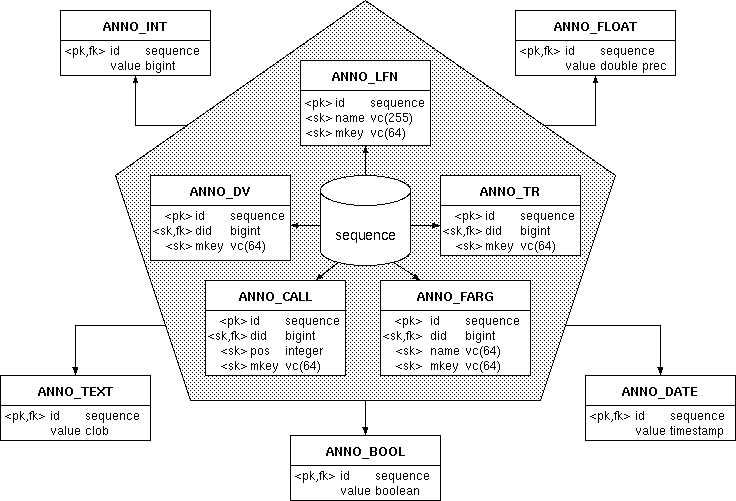 ANNO_INT
<pk,fk> id sequence
value bigint
ANNO_FLOAT
<pk,fk> id sequence
value double prec
ANNO_LFN
<pk> id sequence
<sk> name vc(255)
<sk> mkey vc(64)
ANNO_DV
<pk> id sequence
<sk,fk> did bigint
<sk> mkey vc(64)
sequence
ANNO_TR
<pk> id sequence
<sk,fk> did bigint
<sk> mkey vc(64)
ANNO_CALL
<pk> id sequence
<sk,fk> did bigint
<sk> pos integer
<sk> mkey vc(64)
ANNO_FARG
<pk> id sequence
<sk,fk> did bigint
<sk> name vc(64)
<sk> mkey vc(64)
ANNO_TEXT
<pk,fk> id sequence
value clob
ANNO_DATE
<pk,fk> id sequence
value timestamp
ANNO_BOOL
<pk,fk> id sequence
value boolean